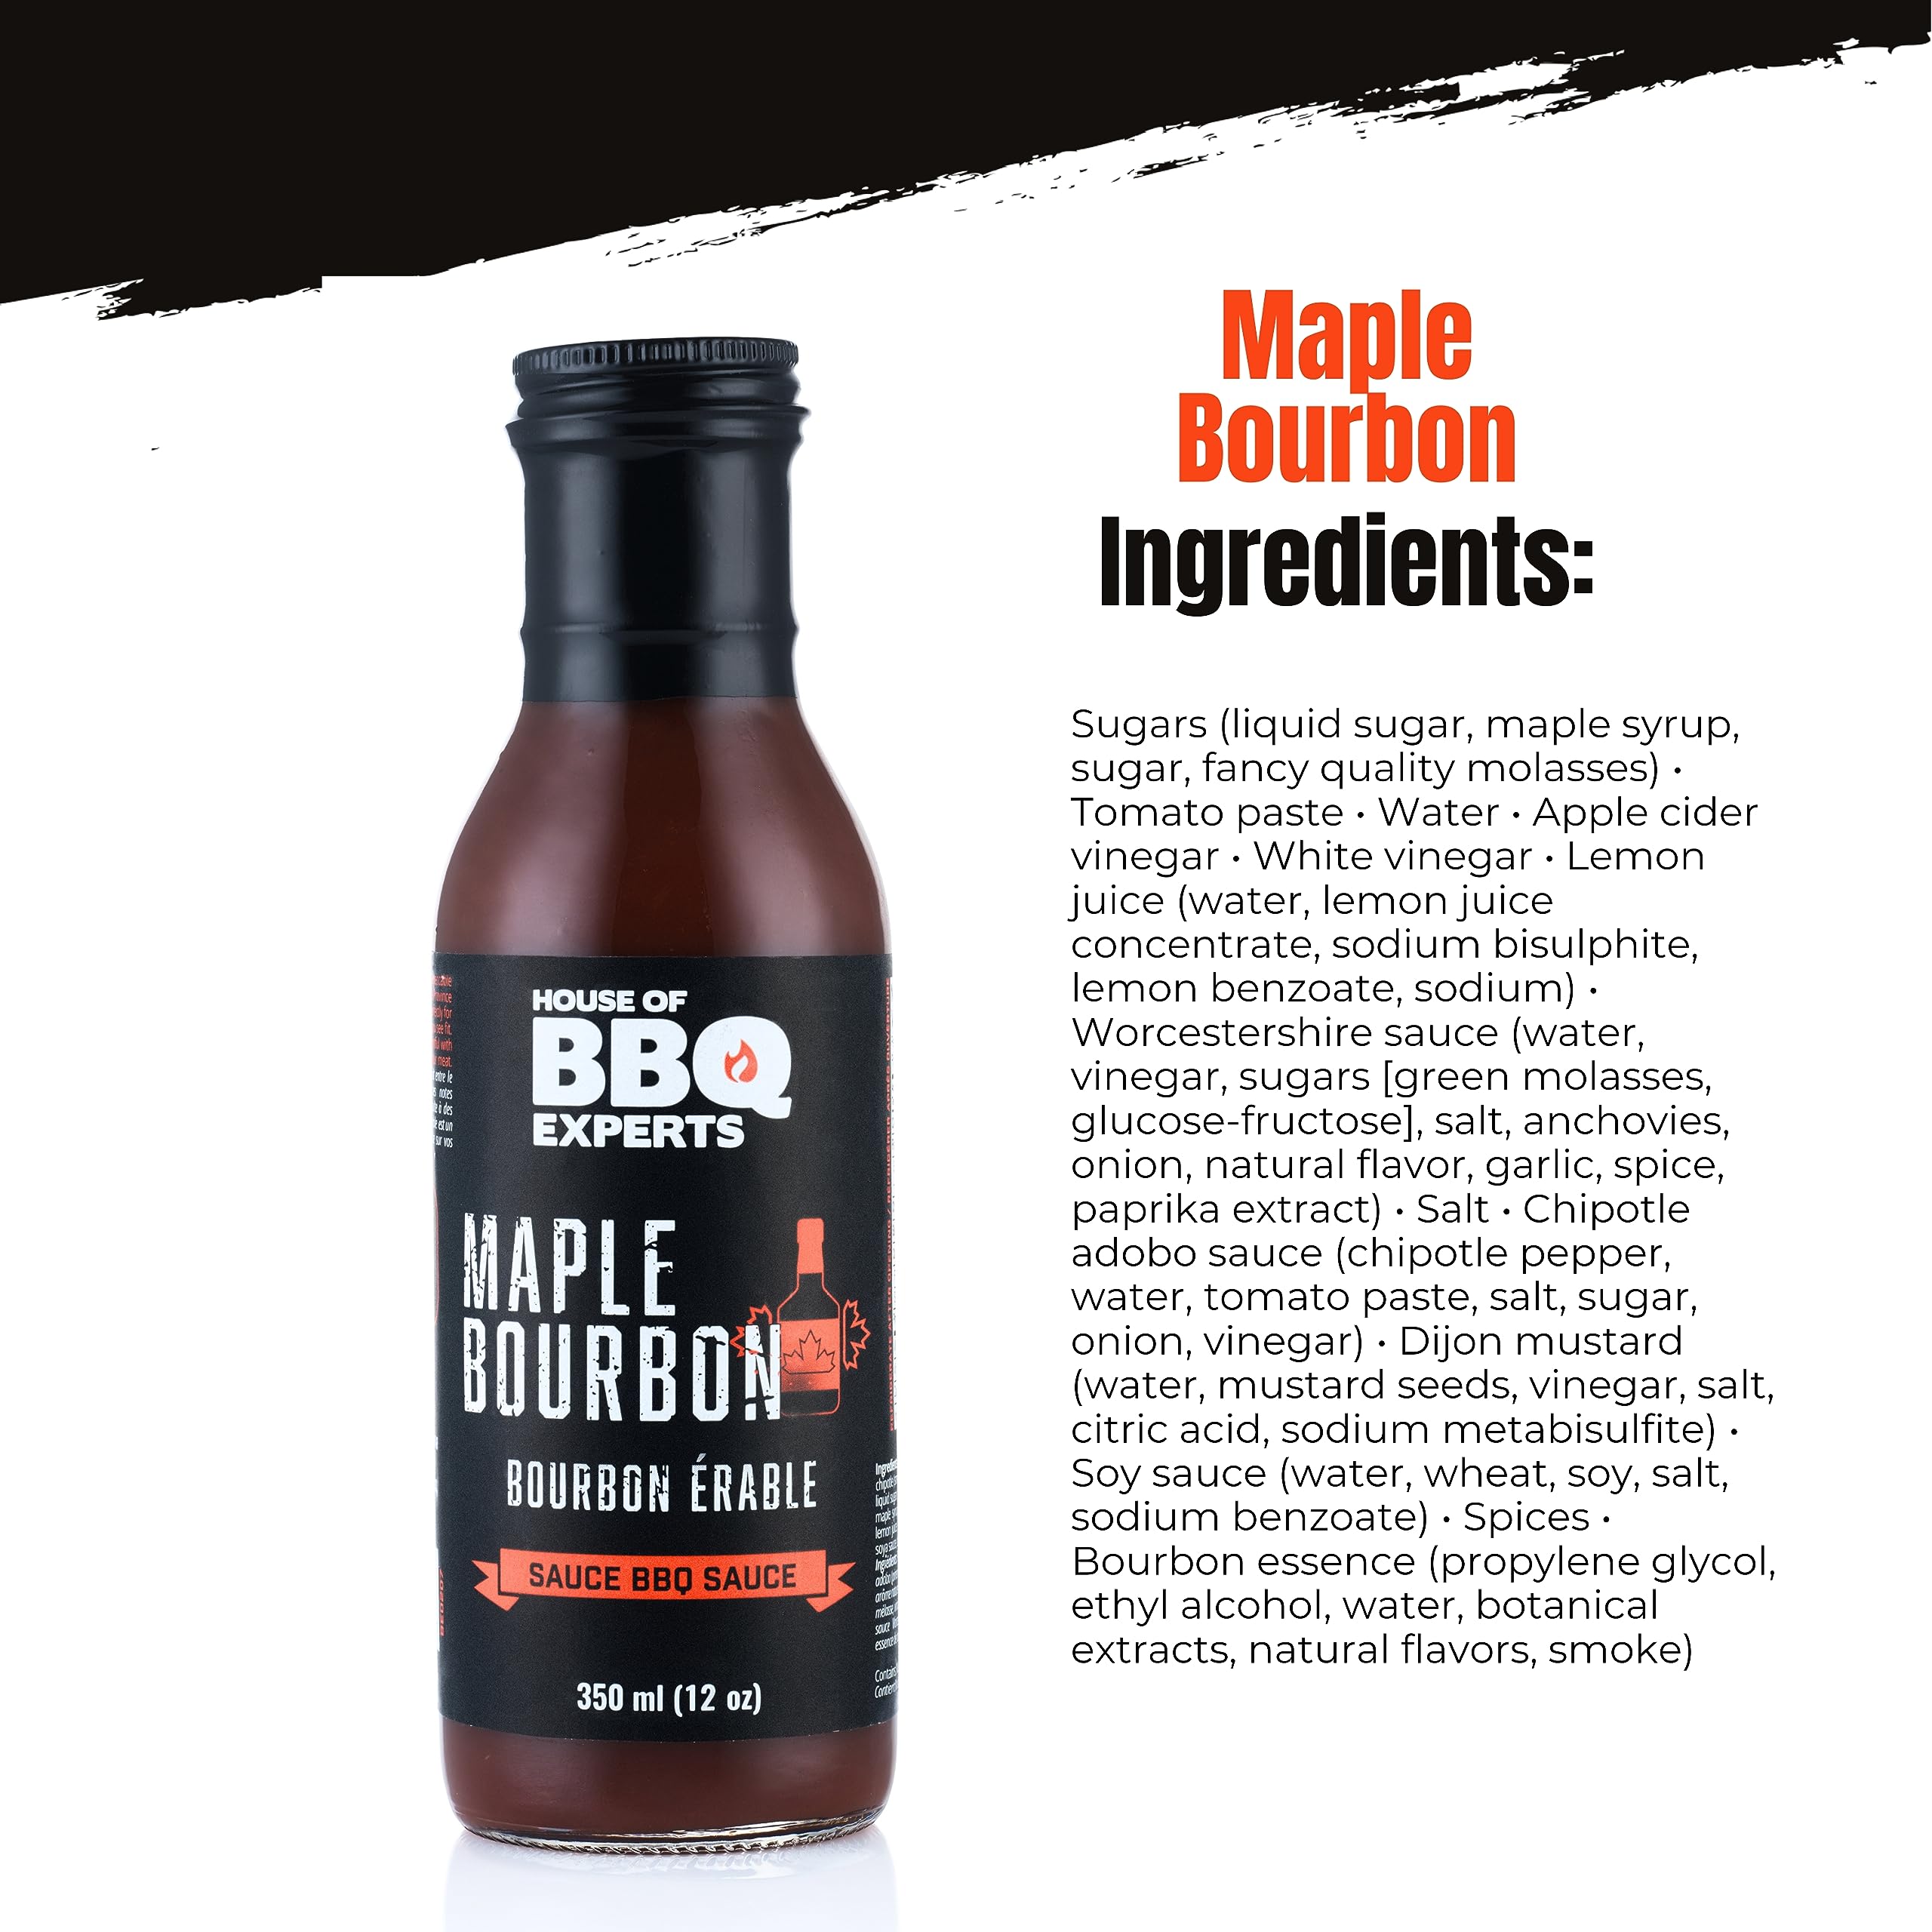 Maple
Bourbon
Ingredients:
Sugars (liquid sugar, maple syrup,
sugar, fancy quality molasses) •
Tomato paste • Water • Apple cider
vinegar • White vinegar • Lemon
juice (water, lemon juice
concentrate, sodium bisulphite,
lemon benzoate, sodium) •
Worcestershire sauce (water,
vinegar, sugars [green molasses,
glucose-fructose], salt, anchovies,
onion, natural flavor, garlic, spice,
paprika extract) • Salt • Chipotle
adobo sauce (chipotle pepper,
water, tomato paste, salt, sugar,
onion, vinegar) • Dijon mustard
(water, mustard seeds, vinegar, salt,
citric acid, sodium metabisulfite) •
Soy sauce (water, wheat, soy, salt,
sodium benzoate) • Spices •
Bourbon essence (propylene glycol,
ethyl alcohol, water, botanical
extracts, natural flavors, smoke)
HOUSE OF
BBQ
EXPERTS
MAPLE
BOURBON
BOURBON ÉRABLE
SAUCE BBQ SAUCE
350 ml (12 oz)